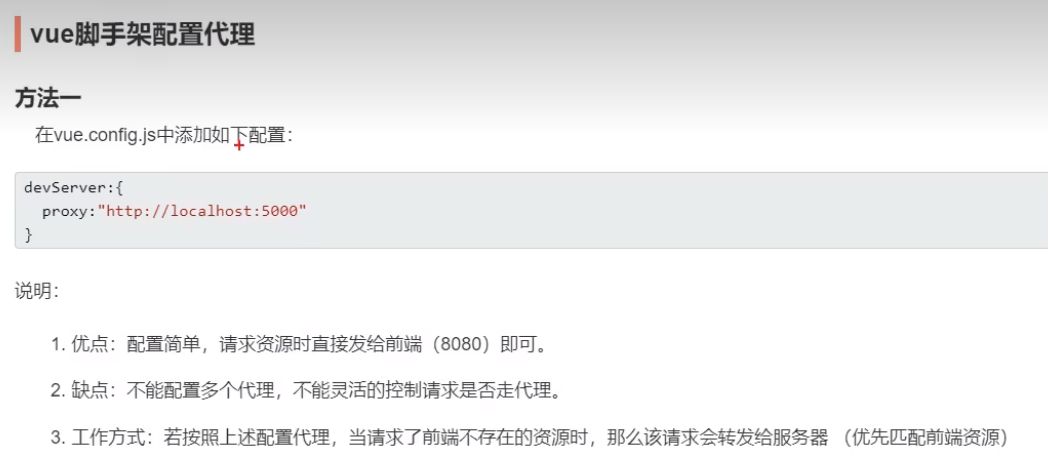 vue脚手架配置代理
方法一
在vue.config.js中添加如下配置：
devServer:{
  proxy:"http://localhost:5000"
}
说明：
1. 优点：配置简单，请求资源时直接发给前端（8080）即可。
2. 缺点：不能配置多个代理，不能灵活的控制请求是否走代理。
3. 工作方式：若按照上述配置代理，当请求了前端不存在的资源时，那么该请求会转发给服务器 （优先匹配前端资源）